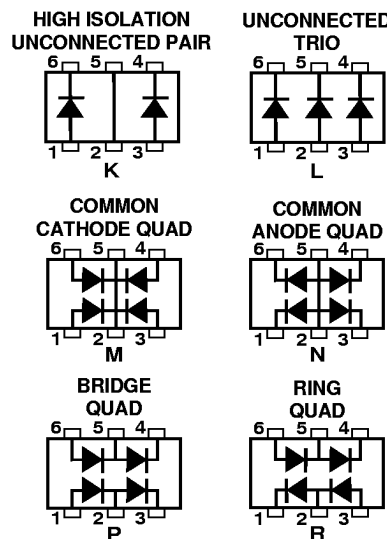 HIGH ISOLATION
UNCONNECTED PAIR
6 5 4
1 2 3
K
UNCONNECTED
TRIO
6 5 4
1 2 3
L
COMMON
CATHODE QUAD
6 5 4
1 2 3
M
COMMON
ANODE QUAD
6 5 4
1 2 3
N
BRIDGE
QUAD
6 5 4
1 2 3
P
RING
QUAD
6 5 4
1 2 3
R